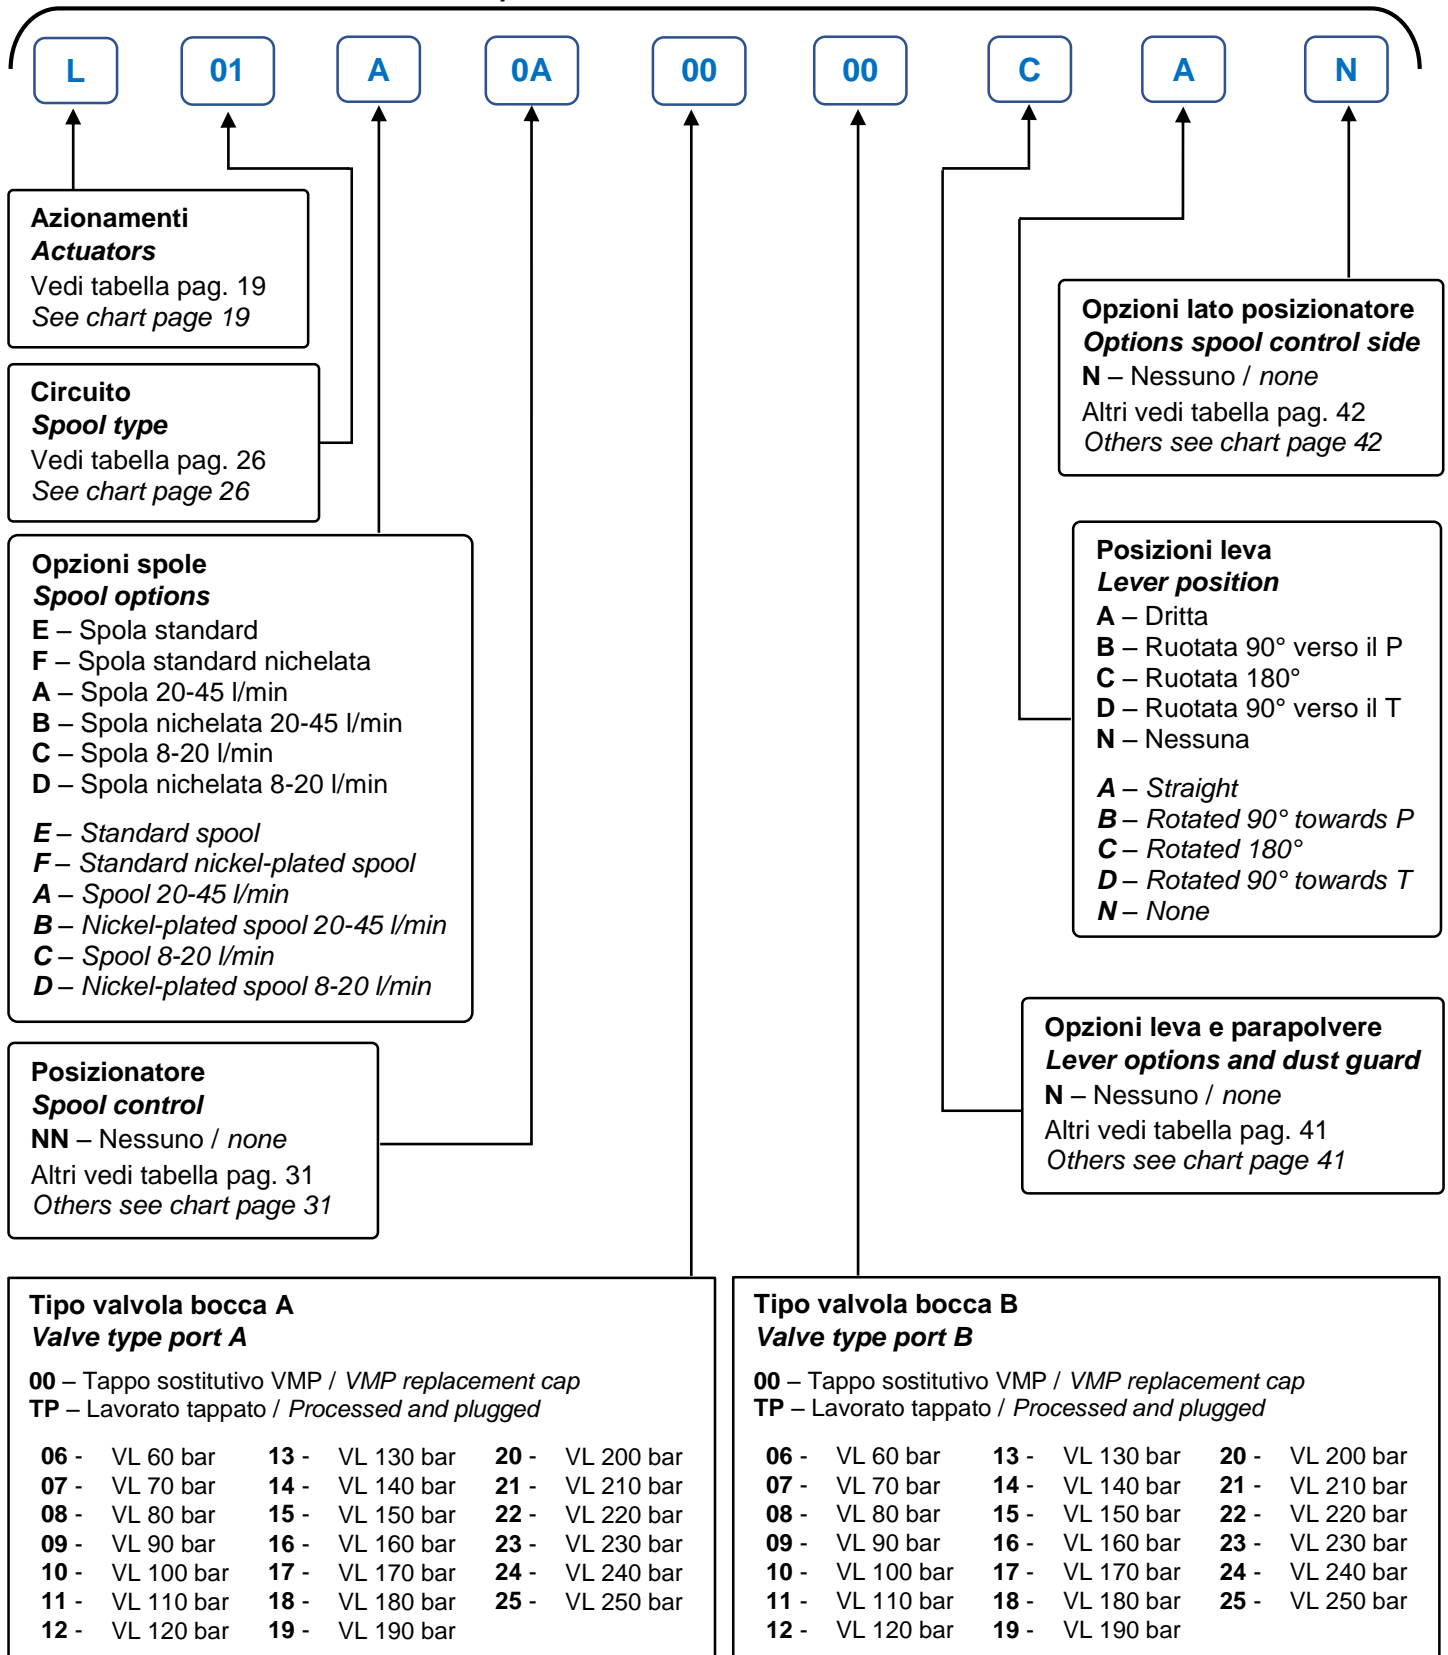 L 01 A 0A 00 00 C A N
Azionamenti
Actuators
Vedi tabella pag. 19
See chart page 19
Circuito
Spool type
Vedi tabella pag. 26
See chart page 26
Opzioni spole
Spool options
E – Spola standard
F – Spola standard nichelata
A – Spola 20-45 l/min
B – Spola nichelata 20-45 l/min
C – Spola 8-20 l/min
D – Spola nichelata 8-20 l/min
E – Standard spool
F – Standard nickel-plated spool
A – Spool 20-45 l/min
B – Nickel-plated spool 20-45 l/min
C – Spool 8-20 l/min
D – Nickel-plated spool 8-20 l/min
Posizionatore
Spool control
NN – Nessuno / none
Altri vedi tabella pag. 31
Others see chart page 31
Opzioni lato posizionatore
Options spool control side
N – Nessuno / none
Altri vedi tabella pag. 42
Others see chart page 42
Posizioni leva
Lever position
A – Dritta
B – Ruotata 90° verso il P
C – Ruotata 180°
D – Ruotata 90° verso il T
N – Nessuna
A – Straight
B – Rotated 90° towards P
C – Rotated 180°
D – Rotated 90° towards T
N – None
Opzioni leva e parapolvere
Lever options and dust guard
N – Nessuno / none
Altri vedi tabella pag. 41
Others see chart page 41
Tipo valvola bocca A
Valve type port A
00 – Tappo sostitutivo VMP / VMP replacement cap
TP – Lavorato tappato / Processed and plugged
06 - VL 60 bar 13 - VL 130 bar 20 - VL 200 bar
07 - VL 70 bar 14 - VL 140 bar 21 - VL 210 bar
08 - VL 80 bar 15 - VL 150 bar 22 - VL 220 bar
09 - VL 90 bar 16 - VL 160 bar 23 - VL 230 bar
10 - VL 100 bar 17 - VL 170 bar 24 - VL 240 bar
11 - VL 110 bar 18 - VL 180 bar 25 - VL 250 bar
12 - VL 120 bar 19 - VL 190 bar
Tipo valvola bocca B
Valve type port B
00 – Tappo sostitutivo VMP / VMP replacement cap
TP – Lavorato tappato / Processed and plugged
06 - VL 60 bar 13 - VL 130 bar 20 - VL 200 bar
07 - VL 70 bar 14 - VL 140 bar 21 - VL 210 bar
08 - VL 80 bar 15 - VL 150 bar 22 - VL 220 bar
09 - VL 90 bar 16 - VL 160 bar 23 - VL 230 bar
10 - VL 100 bar 17 - VL 170 bar 24 - VL 240 bar
11 - VL 110 bar 18 - VL 180 bar 25 - VL 250 bar
12 - VL 120 bar 19 - VL 190 bar